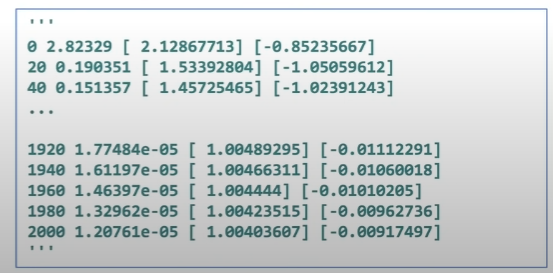 '''
0 2.82329 [ 2.12867713] [-0.85235667]
20 0.190351 [ 1.53392804] [-1.05059612]
40 0.151357 [ 1.45725465] [-1.02391243]
...
1920 1.77484e-05 [ 1.00489295] [-0.01112291]
1940 1.61197e-05 [ 1.00466311] [-0.01060018]
1960 1.46397e-05 [ 1.004444] [-0.01010205]
1980 1.32962e-05 [ 1.00423515] [-0.00962736]
2000 1.20761e-05 [ 1.00403607] [-0.00917497]
'''